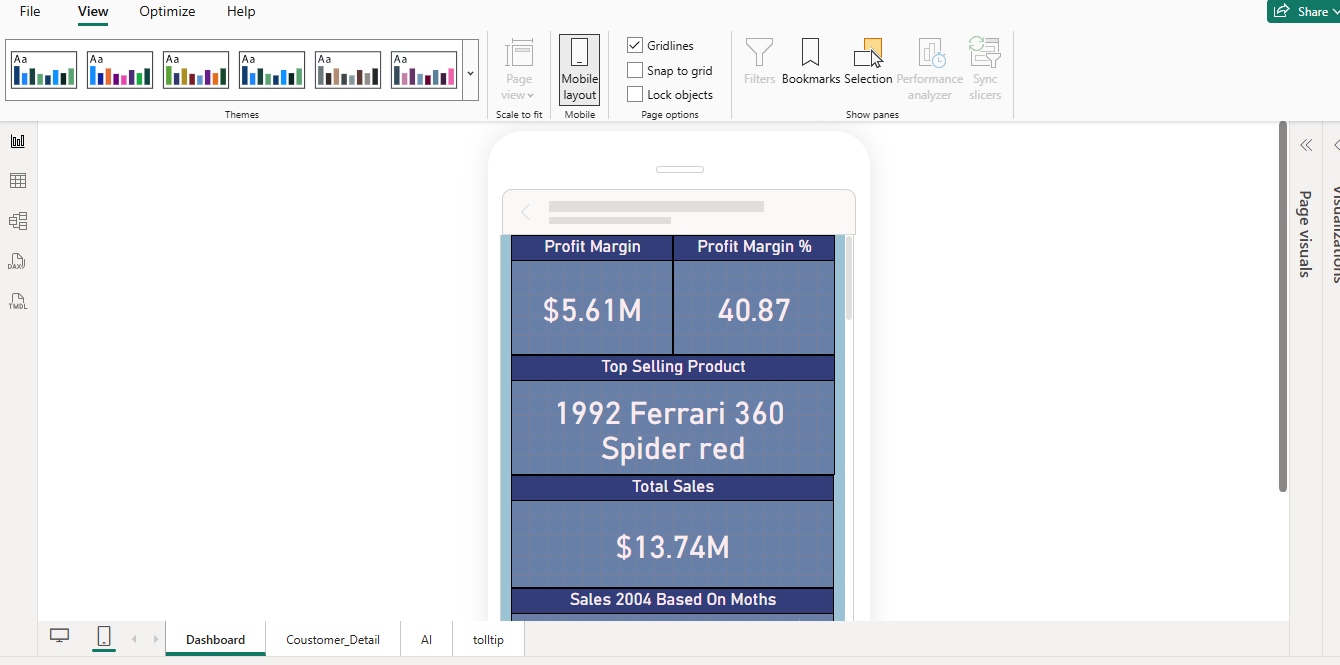 File View Optimize Help Share
Aa Aa Aa Aa Aa Aa
Gridlines
Page Mobile Snap to grid Filters Bookmarks Selection Performance Sync
view layout Lock objects analyzer slicers
Themes Scale to fit Mobile Page options Show panes
Profit Margin Profit Margin %
$5.61M 40.87
Top Selling Product
1992 Ferrari 360
Spider red
Total Sales
$13.74M
Sales 2004 Based On Moths
DAX
TMDL
Page visuals
Visualizations
Dashboard Coustomer_Detail AI tolltip